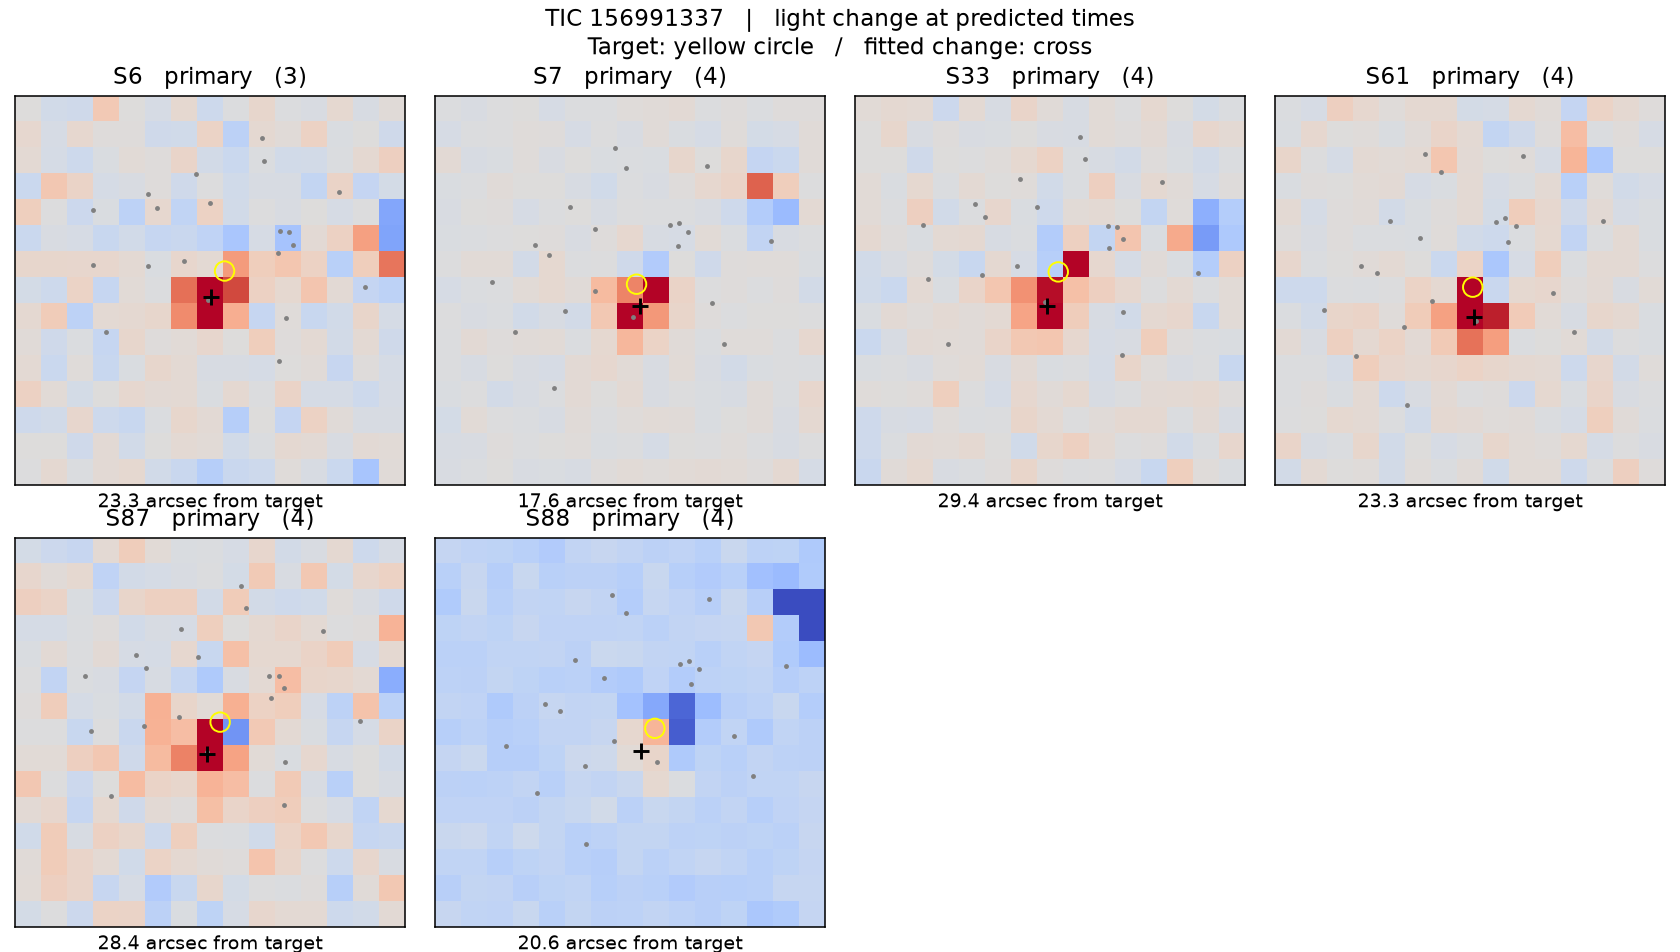 TIC 156991337   |   light change at predicted times
Target: yellow circle   /   fitted change: cross
S6   primary   (3)
S7   primary   (4)
S33   primary   (4)
S61   primary   (4)
23.3 arcsec from target
17.6 arcsec from target
29.4 arcsec from target
23.3 arcsec from target
S87   primary   (4)
S88   primary   (4)
28.4 arcsec from target
20.6 arcsec from target